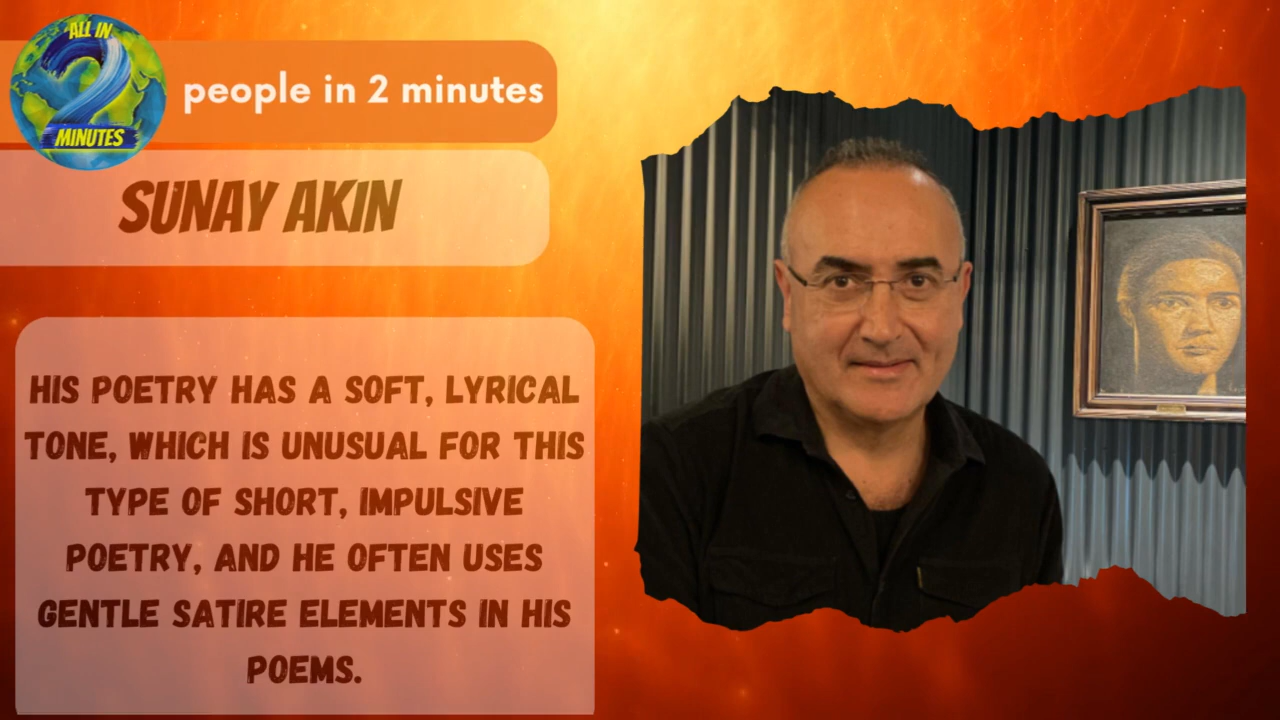 ALL IN
2
MINUTES
people in 2 minutes
SUNAY AKIN
HIS POETRY HAS A SOFT, LYRICAL
TONE, WHICH IS UNUSUAL FOR THIS
TYPE OF SHORT, IMPULSIVE
POETRY, AND HE OFTEN USES
GENTLE SATIRE ELEMENTS IN HIS
POEMS.